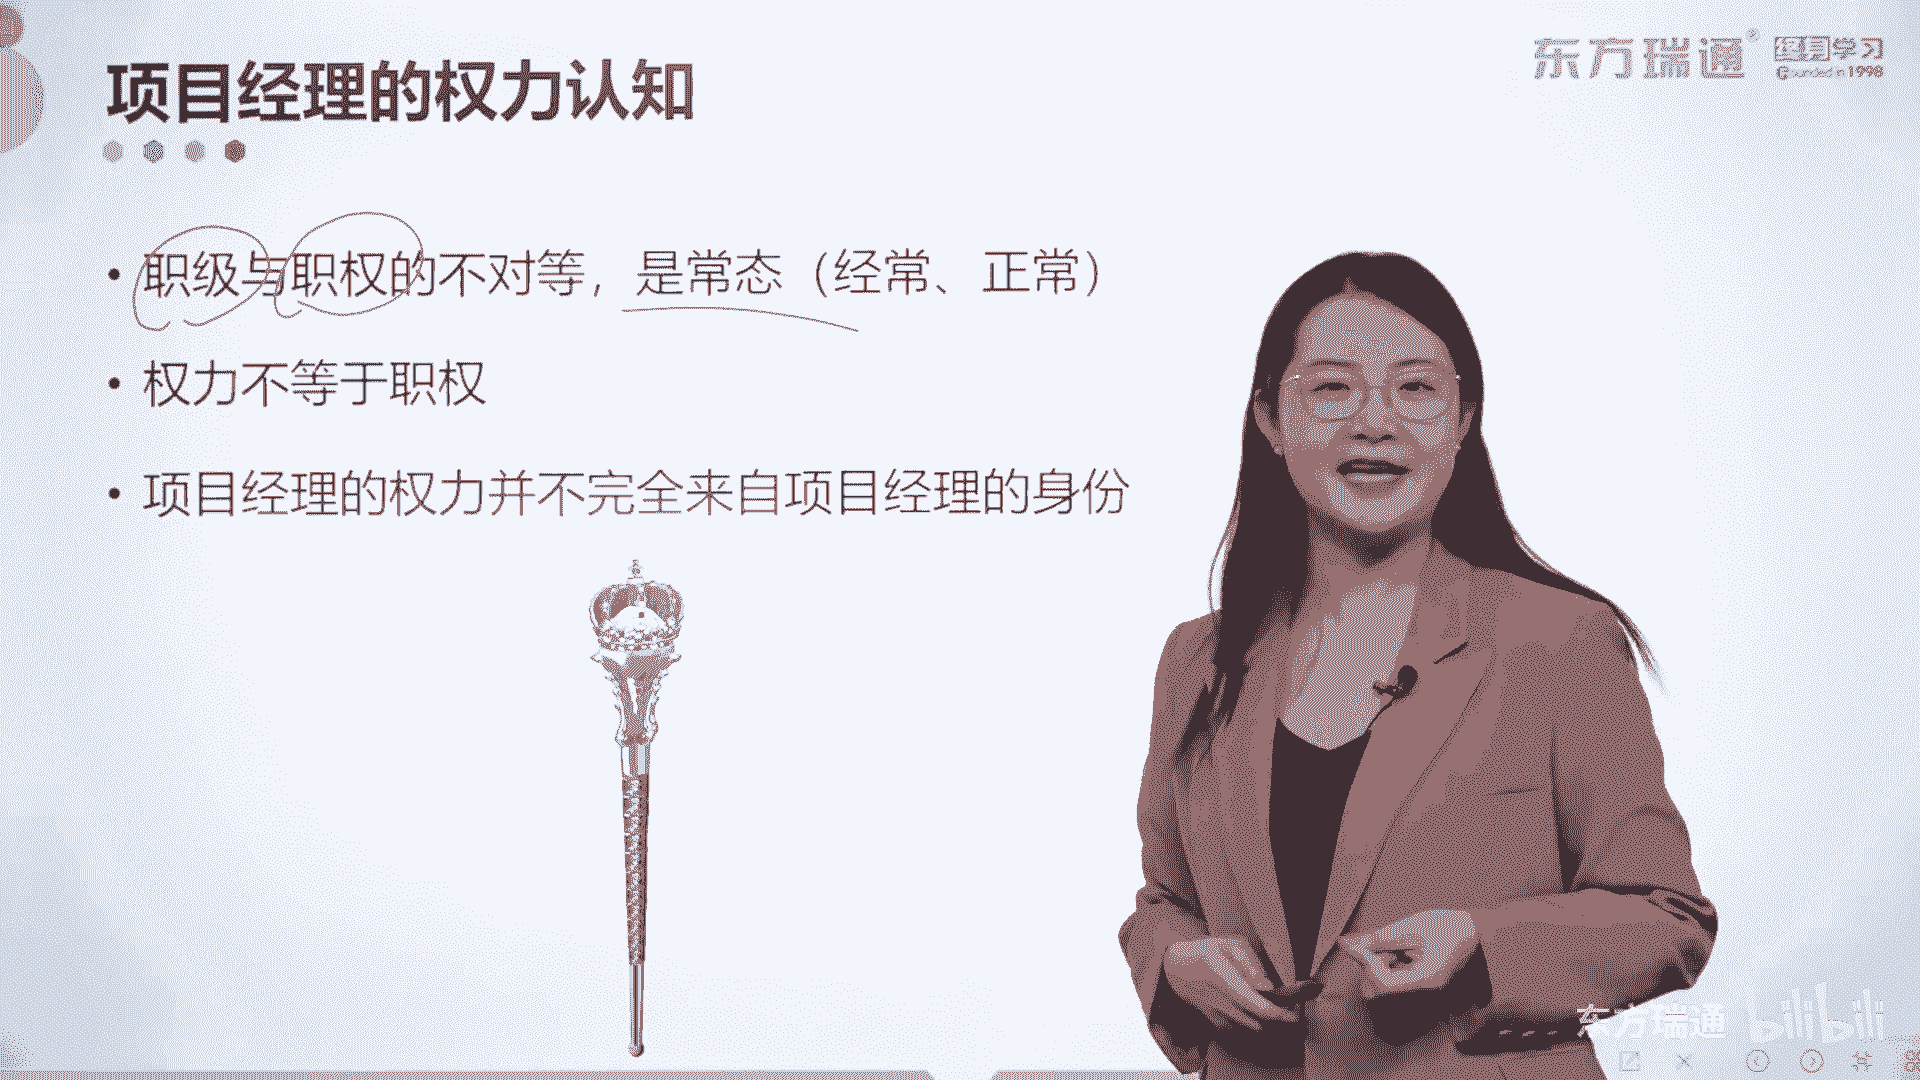 项目经理的权力认知
东方瑞通® 终身学习
Founded in 1998
• 职级与职权的不对等，是常态（经常、正常）
• 权力不等于职权
• 项目经理的权力并不完全来自项目经理的身份
东方瑞通 bilibili